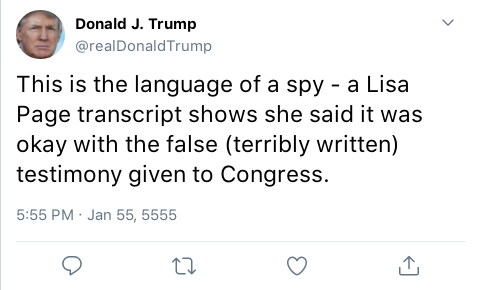 Donald J. Trump
@realDonaldTrump
This is the language of a spy - a Lisa
Page transcript shows she said it was
okay with the false (terribly written)
testimony given to Congress.
5:55 PM · Jan 55, 5555